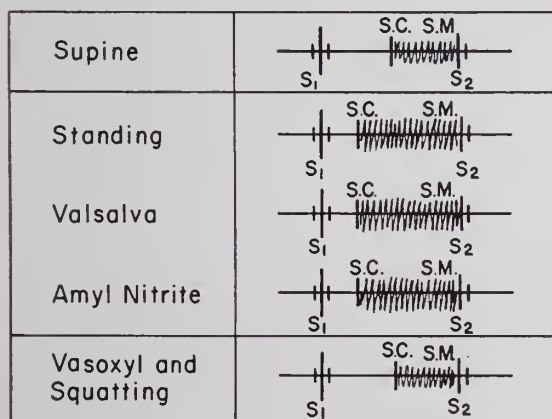 S.C. S.M.
Supine
S1 S2
S.C. S.M.
Standing
S1 S2
S.C. S.M.
Valsalva
S1 S2
S.C. S.M.
Amyl Nitrite
S1 S2
S.C. S.M.
Vasoxyl and
Squatting
S1 S2